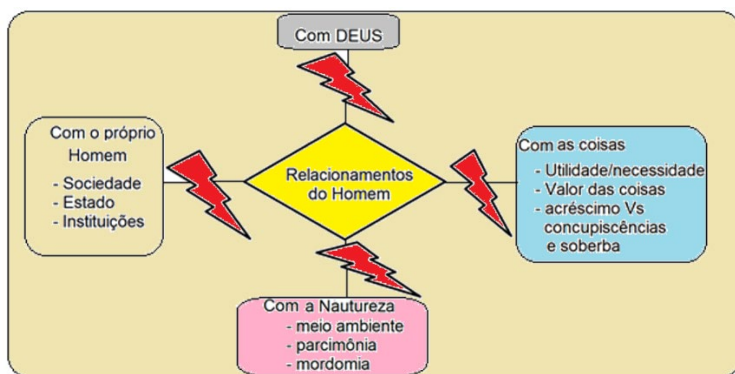 Com DEUS
Com o próprio
Homem
- Sociedade
- Estado
- Instituições
Relacionamentos
do Homem
Com as coisas
- Utilidade/necessidade
- Valor das coisas
- acréscimo Vs
concupiscências
e soberba
Com a Nautureza
- meio ambiente
- parcimônia
- mordomia